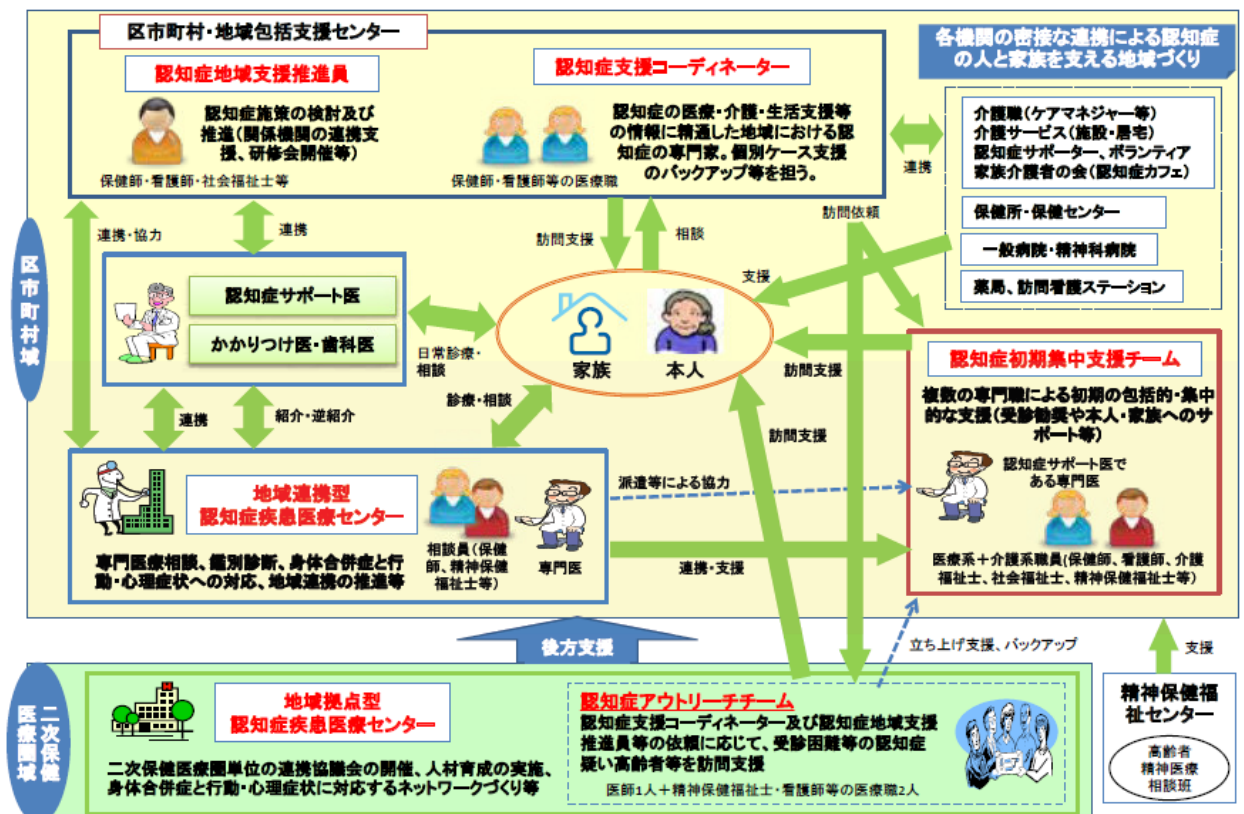 区市町村・地域包括支援センター
認知症地域支援推進員
認知症施策の検討及び
推進(関係機関の連携支
援、研修会開催等)
保健師・看護師・社会福祉士等
認知症支援コーディネーター
認知症の医療・介護・生活支援等
の情報に精通した地域における認
知症の専門家。個別ケース支援
のバックアップ等を担う。
保健師・看護師等の医療職
各機関の密接な連携による認知症
の人と家族を支える地域づくり
介護職(ケアマネジャー等)
介護サービス(施設・居宅)
認知症サポーター、ボランティア
家族介護者の会(認知症カフェ)
保健所・保健センター
一般病院・精神科病院
薬局、訪問看護ステーション
連携
区市町村域
連携・協力
連携
訪問支援
相談
訪問依頼
支援
認知症サポート医
かかりつけ医・歯科医
日常診療・
相談
家族
本人
訪問支援
認知症初期集中支援チーム
複数の専門職による初期の包括的・集中
的な支援(受診勧奨や本人・家族へのサ
ポート等)
認知症サポート医で
ある専門医
医療系+介護系職員(保健師、看護師、介護
福祉士、社会福祉士、精神保健福祉士等)
連携
紹介・逆紹介
診療・相談
訪問支援
地域連携型
認知症疾患医療センター
専門医療相談、鑑別診断、身体合併症と行
動・心理症状への対応、地域連携の推進等
相談員(保健
師、精神保健
福祉士等)
専門医
派遣等による協力
連携・支援
後方支援
立ち上げ支援、バックアップ
支援
二次保健
医療圏域
地域拠点型
認知症疾患医療センター
二次保健医療圏単位の連携協議会の開催、人材育成の実施、
身体合併症と行動・心理症状に対応するネットワークづくり等
認知症アウトリーチチーム
認知症支援コーディネーター及び認知症地域支援
推進員等の依頼に応じて、受診困難等の認知症
疑い高齢者等を訪問支援
医師1人+精神保健福祉士・看護師等の医療職2人
精神保健福
祉センター
高齢者
精神医療
相談班